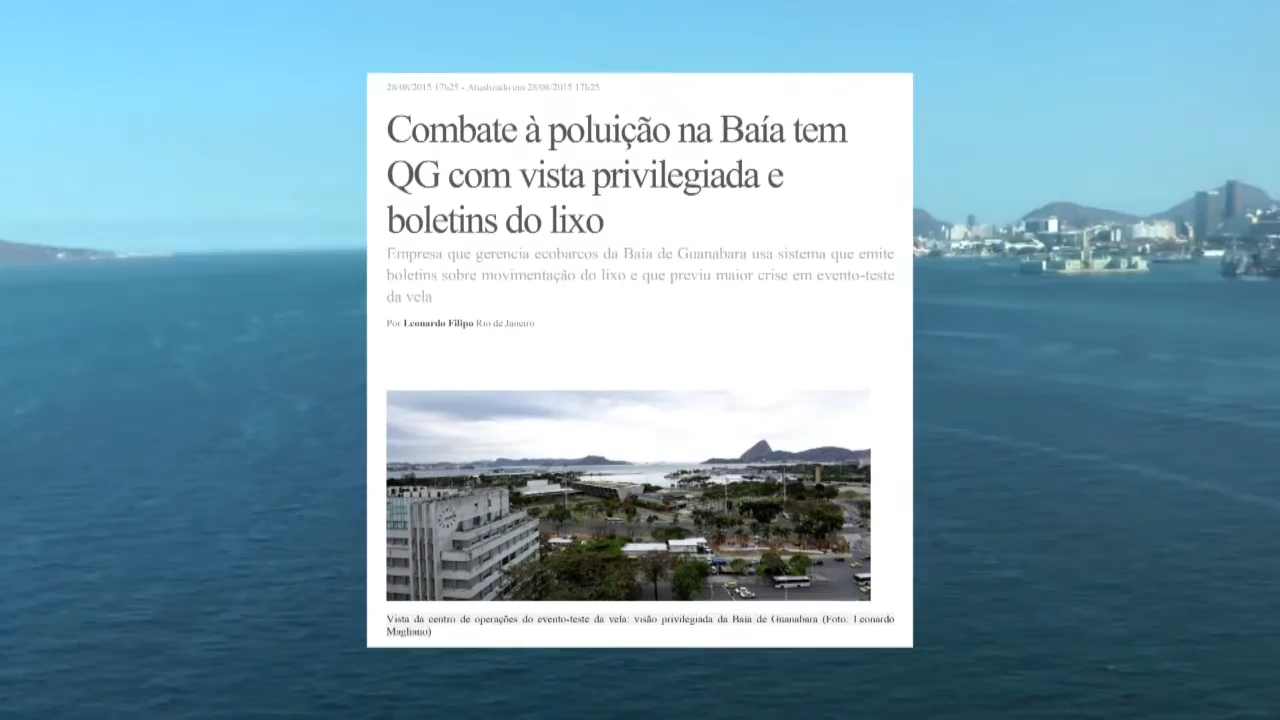 28/08/2015 17h25 - Atualizado em 28/08/2015 17h25
Combate à poluição na Baía tem
QG com vista privilegiada e
boletins do lixo
Empresa que gerencia ecobarcos da Baía de Guanabara usa sistema que emite
boletins sobre movimentação do lixo e que previu maior crise em evento-teste
da vela
Por Leonardo Filipo Rio de Janeiro
Vista da centro de operações do evento-teste da vela: visão privilegiada da Baía de Guanabara (Foto: Leonardo
Magliano)